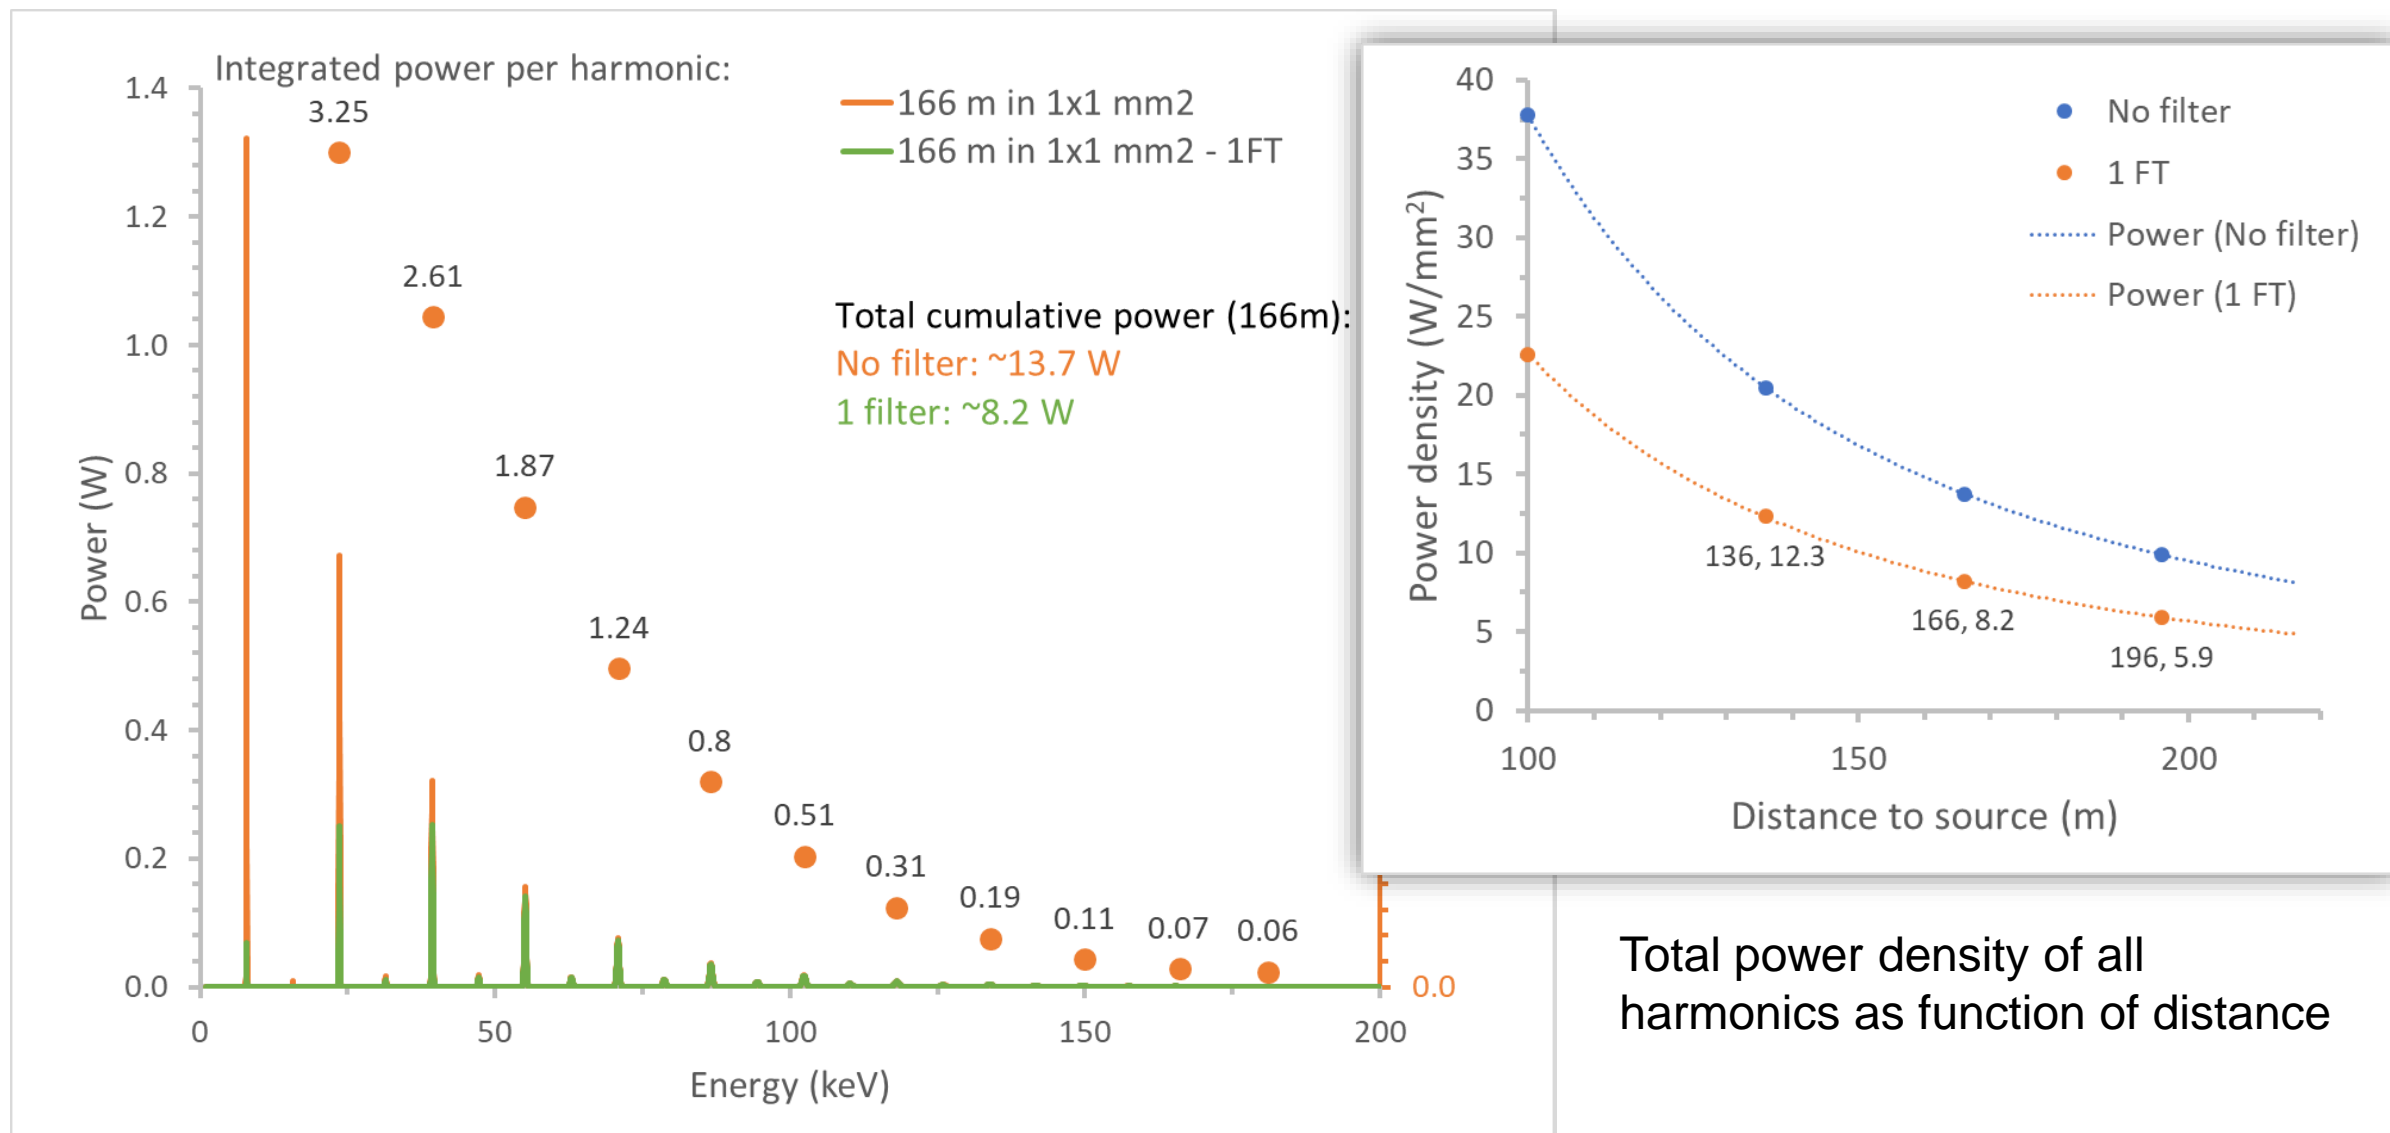 Integrated power per harmonic:
166 m in 1x1 mm2
166 m in 1x1 mm2 - 1FT
Total cumulative power (166m):
No filter: ~13.7 W
1 filter: ~8.2 W
3.25
2.61
1.87
1.24
0.8
0.51
0.31
0.19
0.11
0.07
0.06
Power (W)
1.4
1.2
1.0
0.8
0.6
0.4
0.2
0.0
0
50
100
150
200
0.0
Energy (keV)
Power density (W/mm²)
40
35
30
25
20
15
10
5
0
No filter
1 FT
Power (No filter)
Power (1 FT)
136, 12.3
166, 8.2
196, 5.9
100
150
200
Distance to source (m)
Total power density of all
harmonics as function of distance